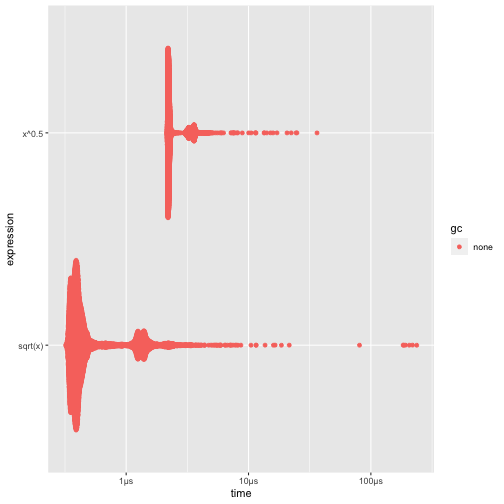 x^0.5
expression
sqrt(x)
1µs
10µs
100µs
time
gc
none